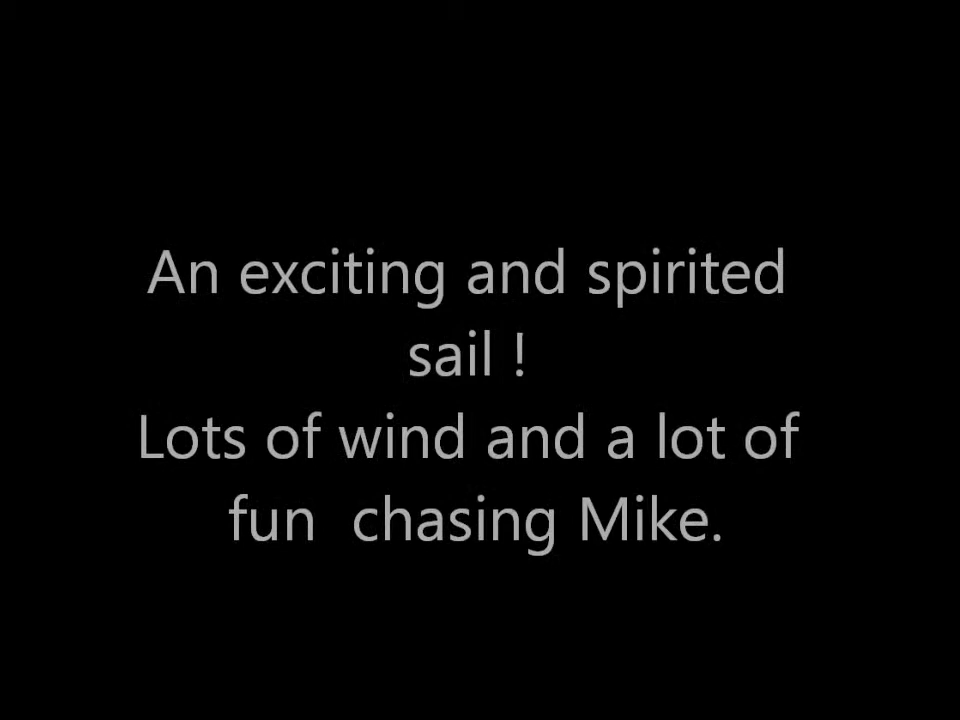 An exciting and spirited
sail !
Lots of wind and a lot of
fun  chasing Mike.